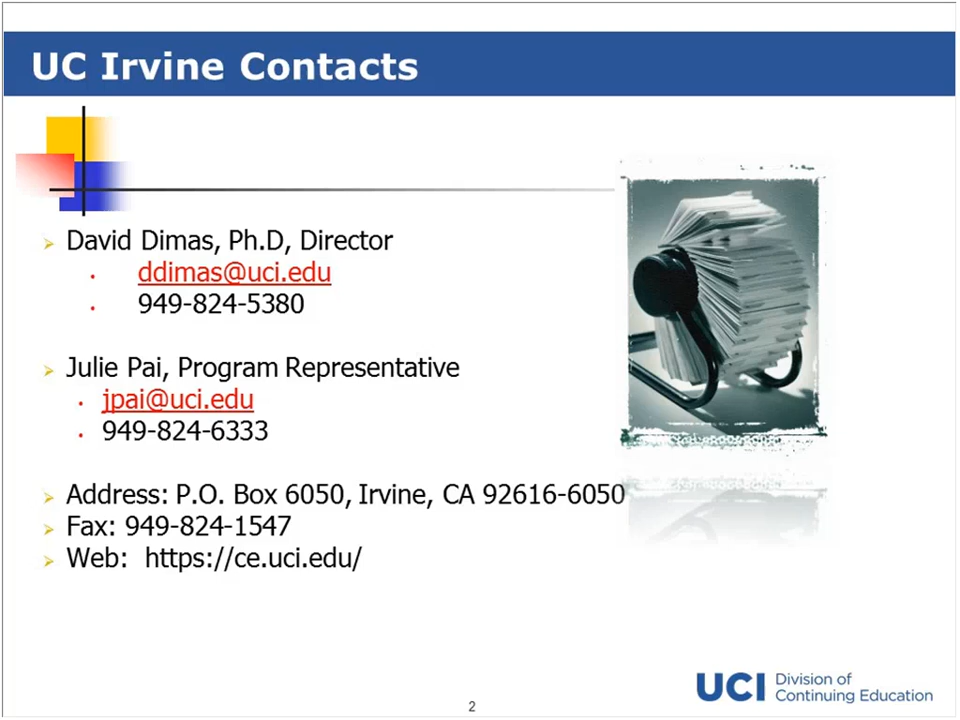 UC Irvine Contacts
David Dimas, Ph.D, Director
ddimas@uci.edu
949-824-5380
Julie Pai, Program Representative
jpai@uci.edu
949-824-6333
Address: P.O. Box 6050, Irvine, CA 92616-6050
Fax: 949-824-1547
Web: https://ce.uci.edu/
UCI Division of
Continuing Education
2